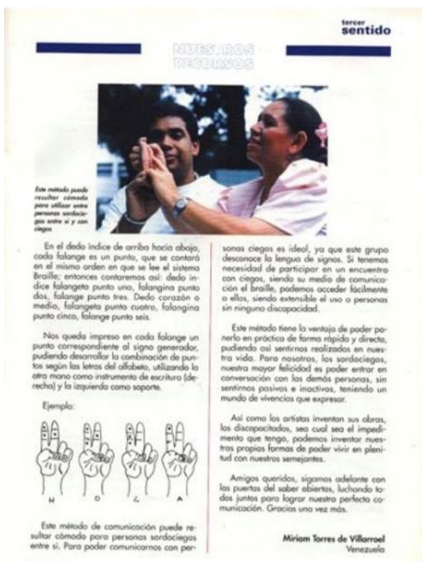 tercer
sentido
NUESTROS
RECURSOS
Este método puede
resultar cómodo
para utilizar entre
personas sordocie-
gas entre sí y con
ciegos
En el dedo índice de arriba hacia abajo,
cada falange es un punto, que se contará
en el mismo orden en que se lee el sistema
Braille; entonces contaremos así: dedo ín-
dice falangeta punto uno, falangina punto
dos, falange punto tres. Dedo corazón o
medio, falangeta punto cuatro, falangina
punto cinco, falange punto seis.
Nos queda impreso en cada falange un
punto correspondiente al signo generador,
pudiendo desarrollar la combinación de pun-
tos según las letras del alfabeto, utilizando la
otra mano como instrumento de escritura (de-
recha) y la izquierda como soporte.
Ejemplo:
H O L A
Este método de comunicación puede re-
sultar cómodo para personas sordociegas
entre si. Para poder comunicarnos con per-
sonas ciegas es ideal, ya que este grupo
desconoce la lengua de signos. Si tenemos
necesidad de participar en un encuentro
con ciegos, siendo su medio de comunica-
ción el braille, podemos acceder fácilmente
a ellos, siendo extensible el uso a personas
sin ninguna discapacidad.
Este método tiene la ventaja de poder po-
nerlo en práctica de forma rápida y directa,
pudiendo así sentirnos realizados en nues-
tra vida. Para nosotros, los sordociegos,
nuestra mayor felicidad es poder entrar en
conversación con las demás personas, sin
sentirnos pasivos e inactivos, teniendo un
mundo de vivencias que expresar.
Así como los artistas inventan sus obras,
los discapacitados, sea cual sea el impedi-
mento que tenga, podemos inventar nues-
tras propias formas de poder vivir en pleni-
tud con nuestros semejantes.
Amigos queridos, sigamos adelante con
las puertas del saber abiertas, luchando to-
dos juntos para lograr nuestra perfecta co-
municación. Gracias una vez más.
Miriam Torres de Villarroel
Venezuela